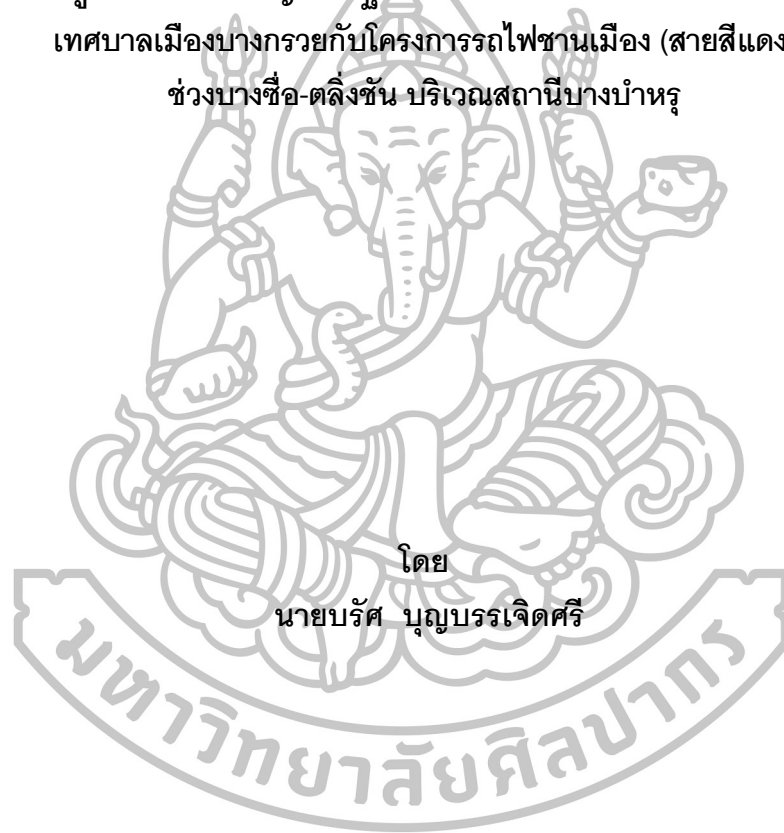 เทศบาลเมืองบางกรวยกับโครงการรถไฟชานเมือง (สายสีแดง
ช่วงบางซื่อ-ตลิ่งชัน บริเวณสถานีบางบำหรุ
โดย
นายบรัศ บุญบรรเจิดศรี
มหาวิทยาลัยศิลปากร